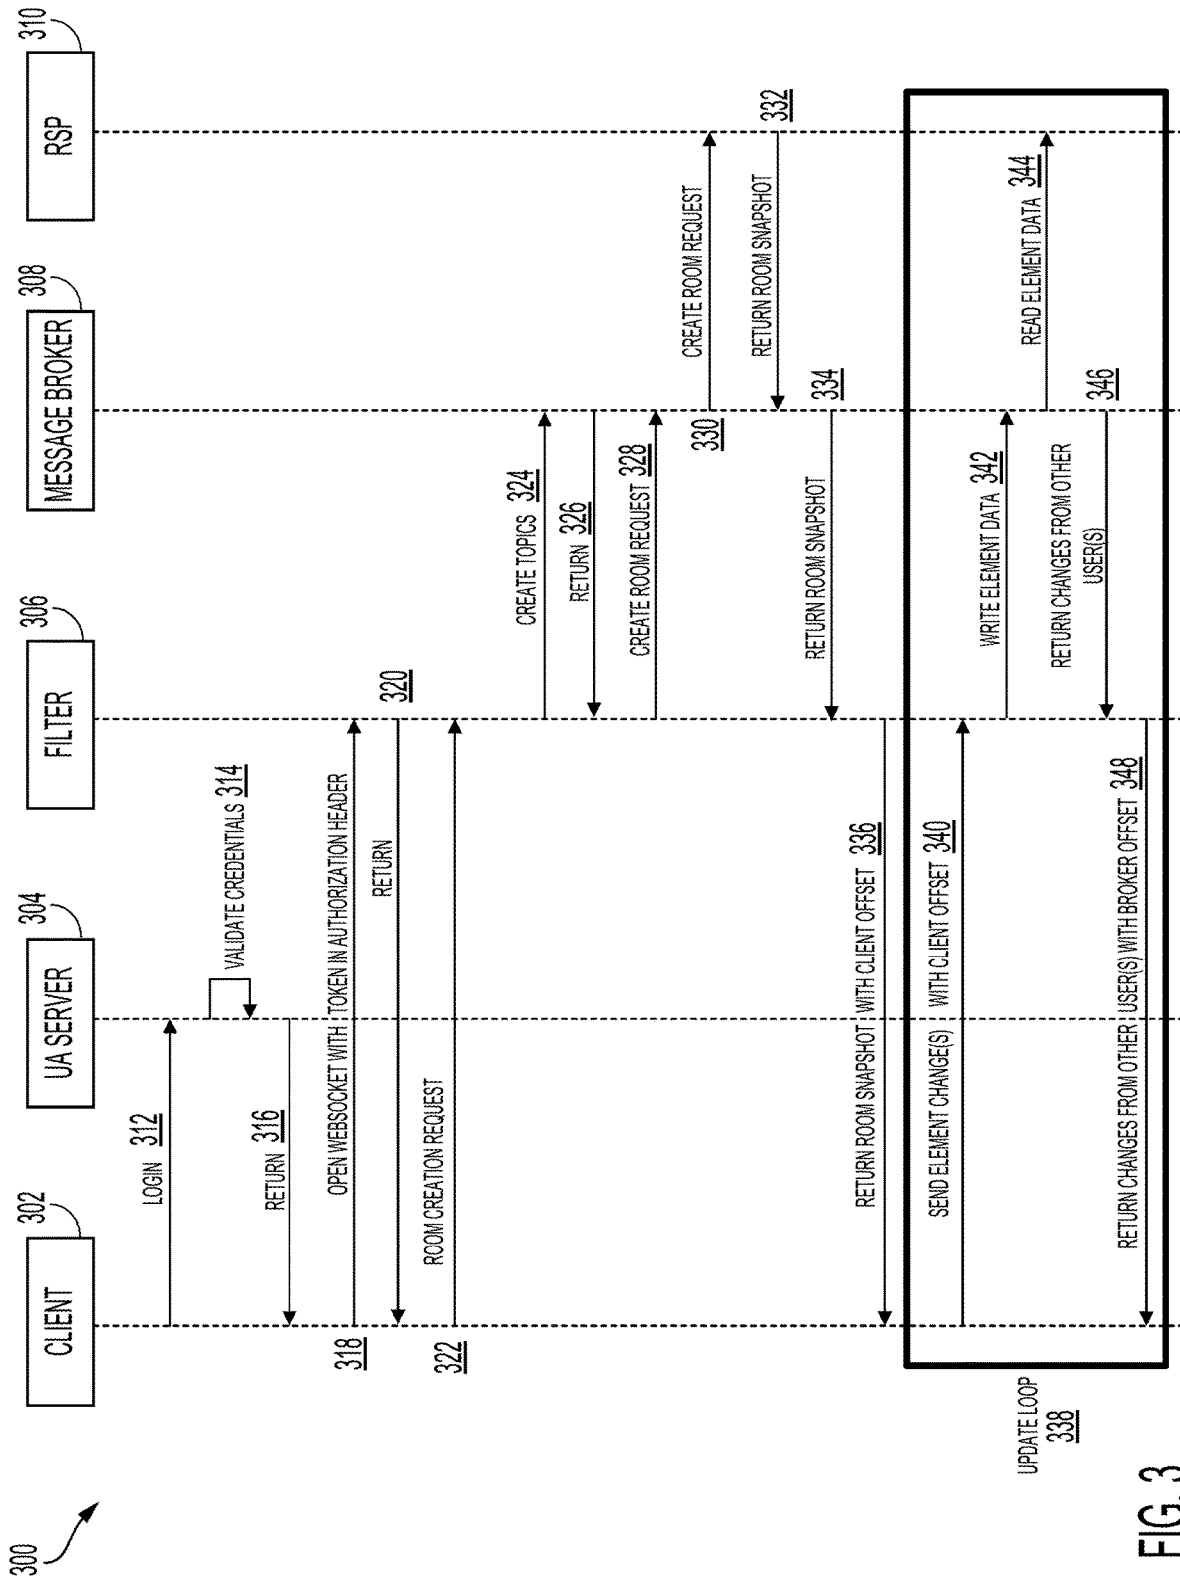 300
CLIENT
302
UA SERVER
304
FILTER
306
MESSAGE BROKER
308
RSP
310
LOGIN 312
VALIDATE CREDENTIALS 314
RETURN 316
318
OPEN WEBSOCKET WITH TOKEN IN AUTHORIZATION HEADER
RETURN
320
322
ROOM CREATION REQUEST
CREATE TOPICS 324
RETURN 326
CREATE ROOM REQUEST 328
330
CREATE ROOM REQUEST
RETURN ROOM SNAPSHOT
332
RETURN ROOM SNAPSHOT
334
RETURN ROOM SNAPSHOT WITH CLIENT OFFSET 336
UPDATE LOOP
338
SEND ELEMENT CHANGE(S) WITH CLIENT OFFSET 340
WRITE ELEMENT DATA 342
READ ELEMENT DATA 344
RETURN CHANGES FROM OTHER
USER(S)
346
RETURN CHANGES FROM OTHER USER(S) WITH BROKER OFFSET 348
FIG. 3